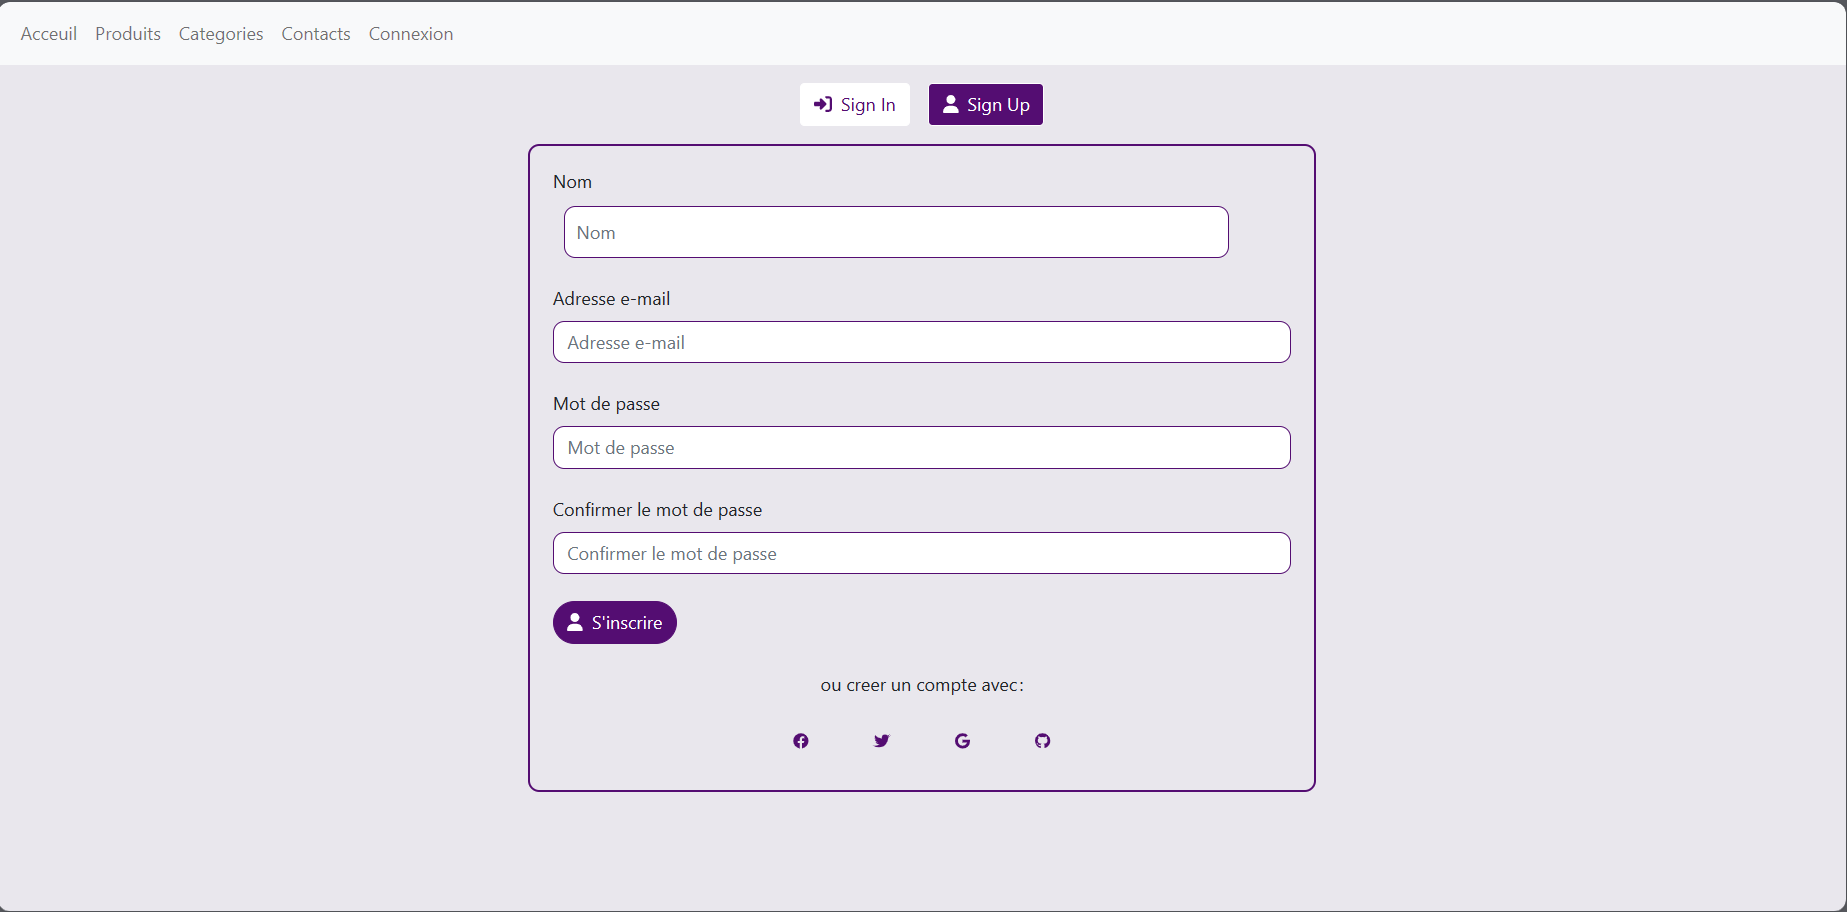 Acceuil Produits Categories Contacts Connexion
Sign In Sign Up
Nom
Nom
Adresse e-mail
Adresse e-mail
Mot de passe
Mot de passe
Confirmer le mot de passe
Confirmer le mot de passe
S'inscrire
ou creer un compte avec: